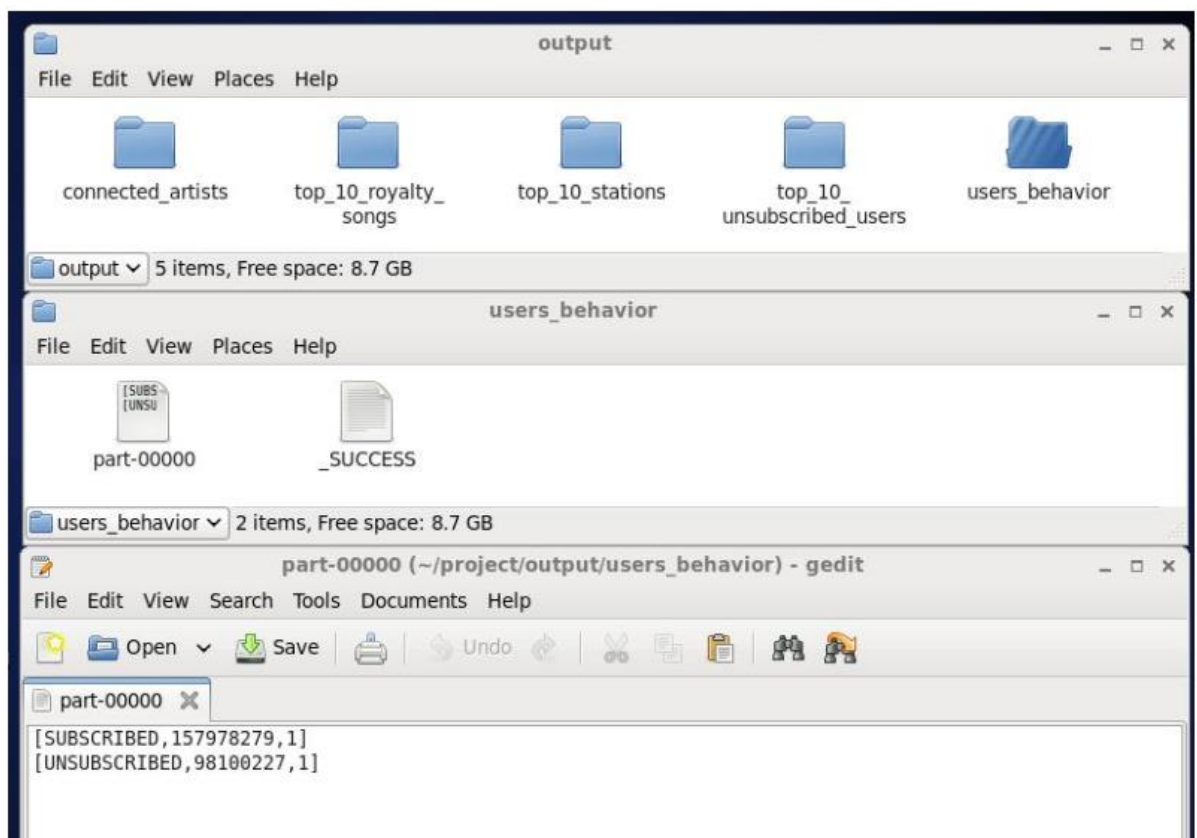 output
File Edit View Places Help
connected_artists top_10_royalty_ top_10_stations top_10_ users_behavior
songs unsubscribed_users
output 5 items, Free space: 8.7 GB
users_behavior
File Edit View Places Help
[SUBS
[UNSU
part-00000 _SUCCESS
users_behavior 2 items, Free space: 8.7 GB
part-00000 (~/project/output/users_behavior) - gedit
File Edit View Search Tools Documents Help
Open Save Undo
part-00000
[SUBSCRIBED,157978279,1]
[UNSUBSCRIBED,98100227,1]